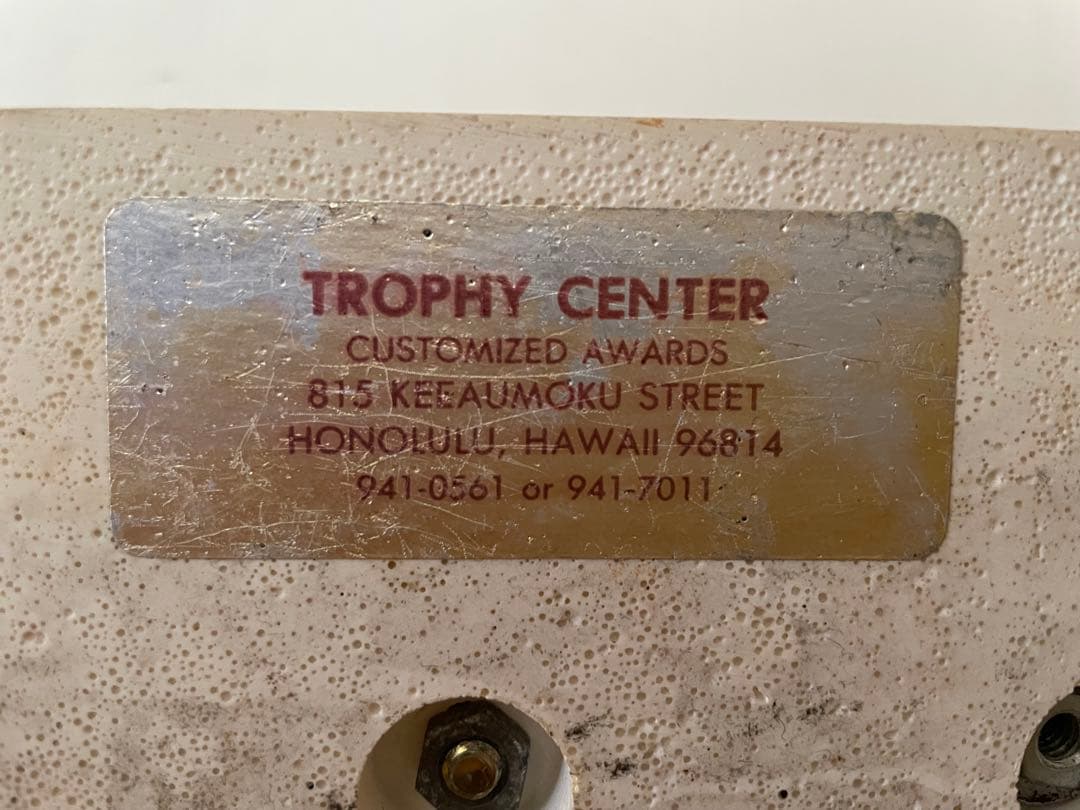 TROPHY CENTER
CUSTOMIZED AWARDS
815 KEEAUMOKU STREET
HONOLULU, HAWAII 96814
941-0561 or 941-7011